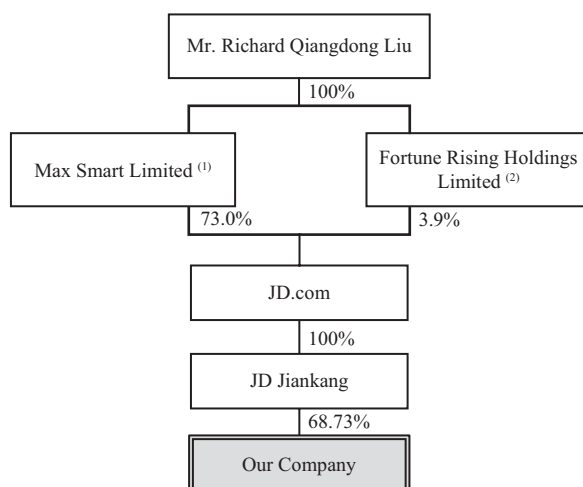 Mr. Richard Qiangdong Liu
100%
Max Smart Limited (1)
Fortune Rising Holdings
Limited (2)
73.0%
3.9%
JD.com
100%
JD Jiankang
68.73%
Our Company